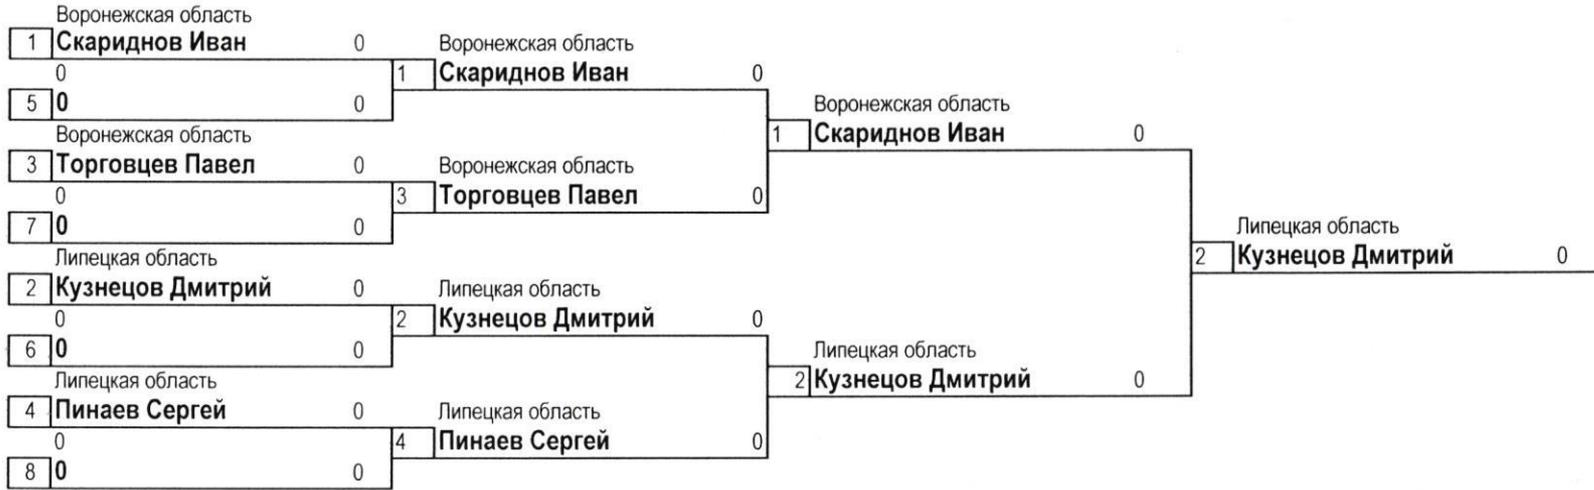 Воронежская область
1 Скариднов Иван 0
0
5 0 0
Воронежская область
3 Торговцев Павел 0
0
7 0 0
Липецкая область
2 Кузнецов Дмитрий 0
0
6 0 0
Липецкая область
4 Пинаев Сергей 0
0
8 0 0
Воронежская область
1 Скариднов Иван 0
Воронежская область
3 Торговцев Павел 0
Липецкая область
2 Кузнецов Дмитрий 0
Липецкая область
4 Пинаев Сергей 0
Воронежская область
1 Скариднов Иван 0
Липецкая область
2 Кузнецов Дмитрий 0
Липецкая область
2 Кузнецов Дмитрий 0